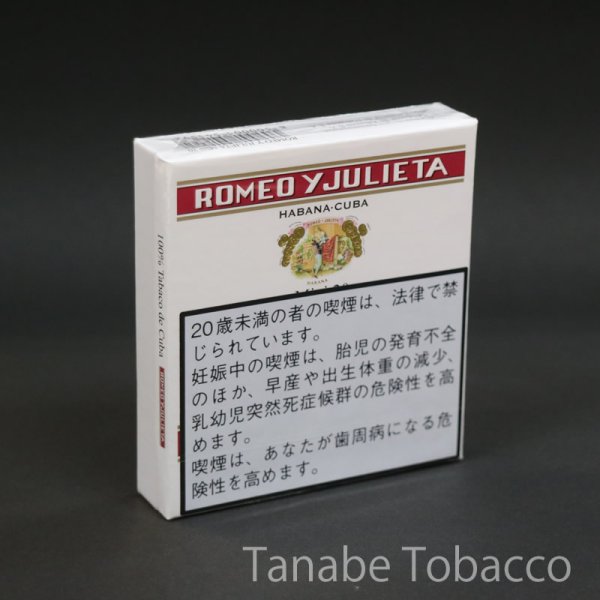 ROMEO Y JULIETA
HABANA-CUBA
ROMEO Y JULIETA
HABANA
20歳未満の者の喫煙は、法律で禁
じられています。
妊娠中の喫煙は、胎児の発育不全
のほか、早産や出生体重の減少、
乳幼児突然死症候群の危険性を高
めます。
喫煙は、あなたが歯周病になる危
険性を高めます。
100% Tabaco de Cuba
ROMEO Y JULIETA
Tanabe Tobacco